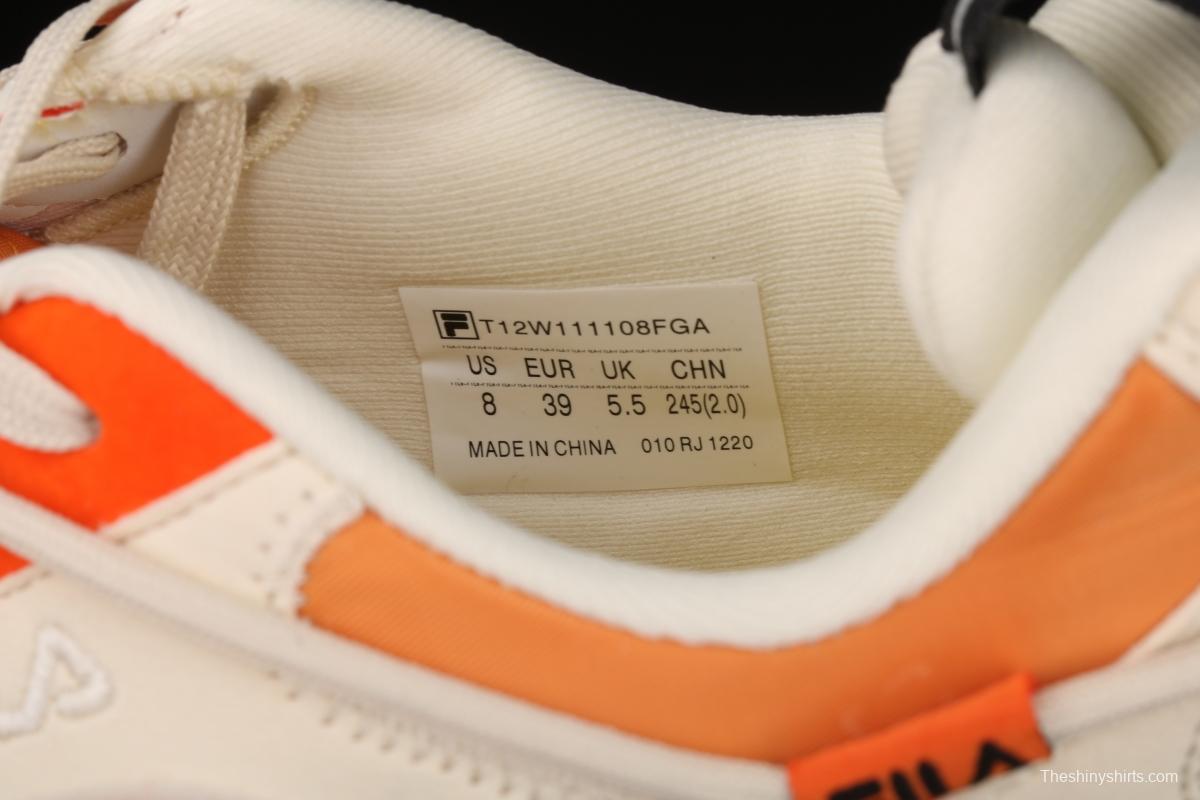 F T12W111108FGA
US EUR UK CHN
8 39 5.5 245(2.0)
MADE IN CHINA 010 RJ 1220
FILA
Theshinyshirts.com